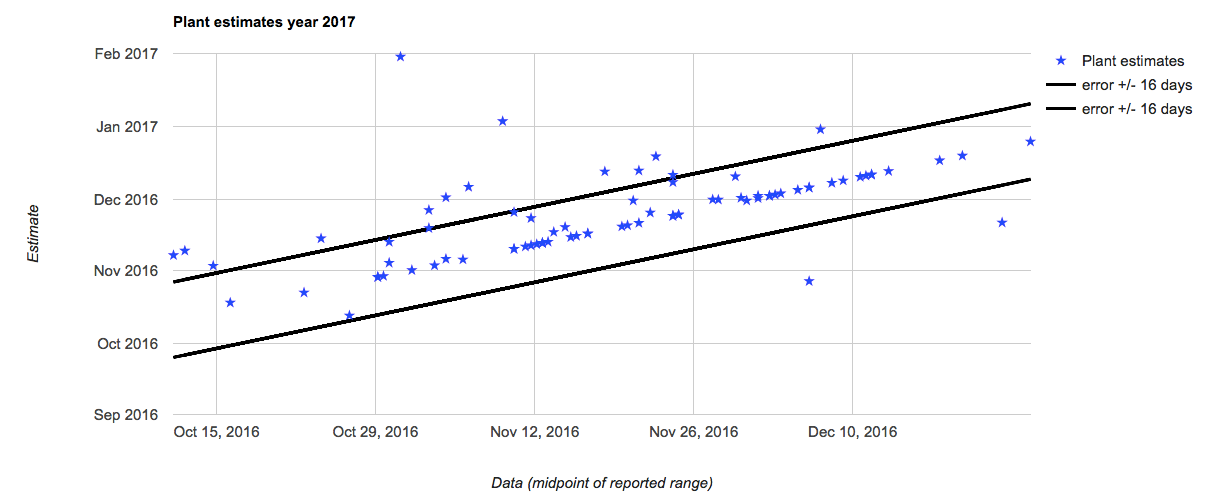 Plant estimates year 2017
Feb 2017
Jan 2017
Dec 2016
Nov 2016
Oct 2016
Sep 2016
Estimate
Oct 15, 2016
Oct 29, 2016
Nov 12, 2016
Nov 26, 2016
Dec 10, 2016
Data (midpoint of reported range)
Plant estimates
error +/- 16 days
error +/- 16 days